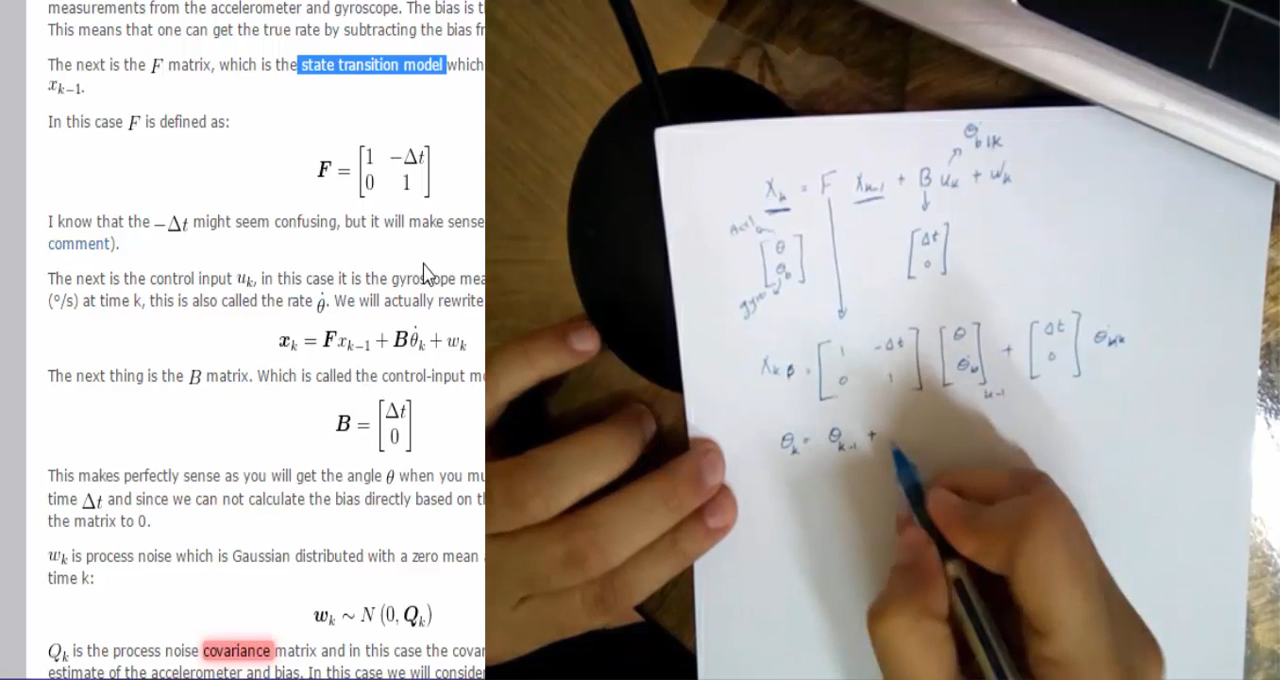 measurements from the accelerometer and gyroscope. The bias is t
This means that one can get the true rate by subtracting the bias f
The next is the F matrix, which is the state transition model which
x_{k-1}.
In this case F is defined as:
F = [1 -Δt
0 1]
I know that the -Δt might seem confusing, but it will make sense
comment).
The next is the control input u_k, in this case it is the gyroscope mea
(°/s) at time k, this is also called the rate θ̇. We will actually rewrite
x_k = Fx_{k-1} + Bθ̇_k + w_k
The next thing is the B matrix. Which is called the control-input m
B = [Δt
0]
This makes perfectly sense as you will get the angle θ when you mu
time Δt and since we can not calculate the bias directly based on t
the matrix to 0.
w_k is process noise which is Gaussian distributed with a zero mean
time k:
w_k ~ N (0, Q_k)
Q_k is the process noise covariance matrix and in this case the covar
estimate of the accelerometer and bias. In this case we will conside
X_k = F X_{k-1} + B u_k + w_k
[θ
θ̇_b]
gyro
[Δt
0]
X_k = [1 -Δt
0 1] [θ
θ̇_b]_{k-1} + [Δt
0]
θ_k = θ_{k-1} +